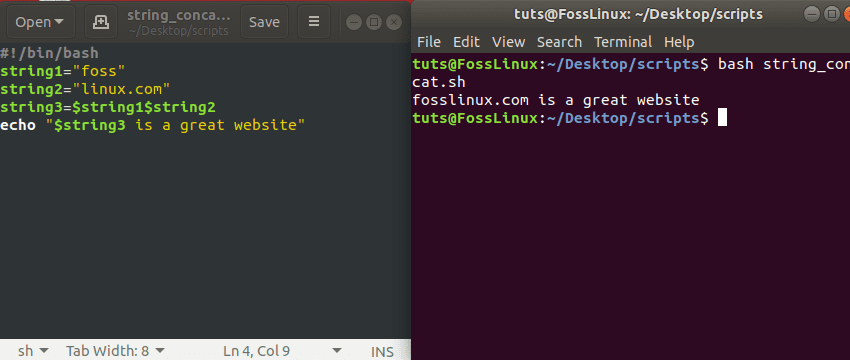 Open
string_conca...
~/Desktop/scripts
Save
#!/bin/bash
string1="foss"
string2="linux.com"
string3=$string1$string2
echo "$string3 is a great website"
sh
Tab Width: 8
Ln 4, Col 9
INS
tuts@FossLinux: ~/Desktop/scripts
File Edit View Search Terminal Help
tuts@FossLinux:~/Desktop/scripts$ bash string_con
cat.sh
fosslinux.com is a great website
tuts@FossLinux:~/Desktop/scripts$